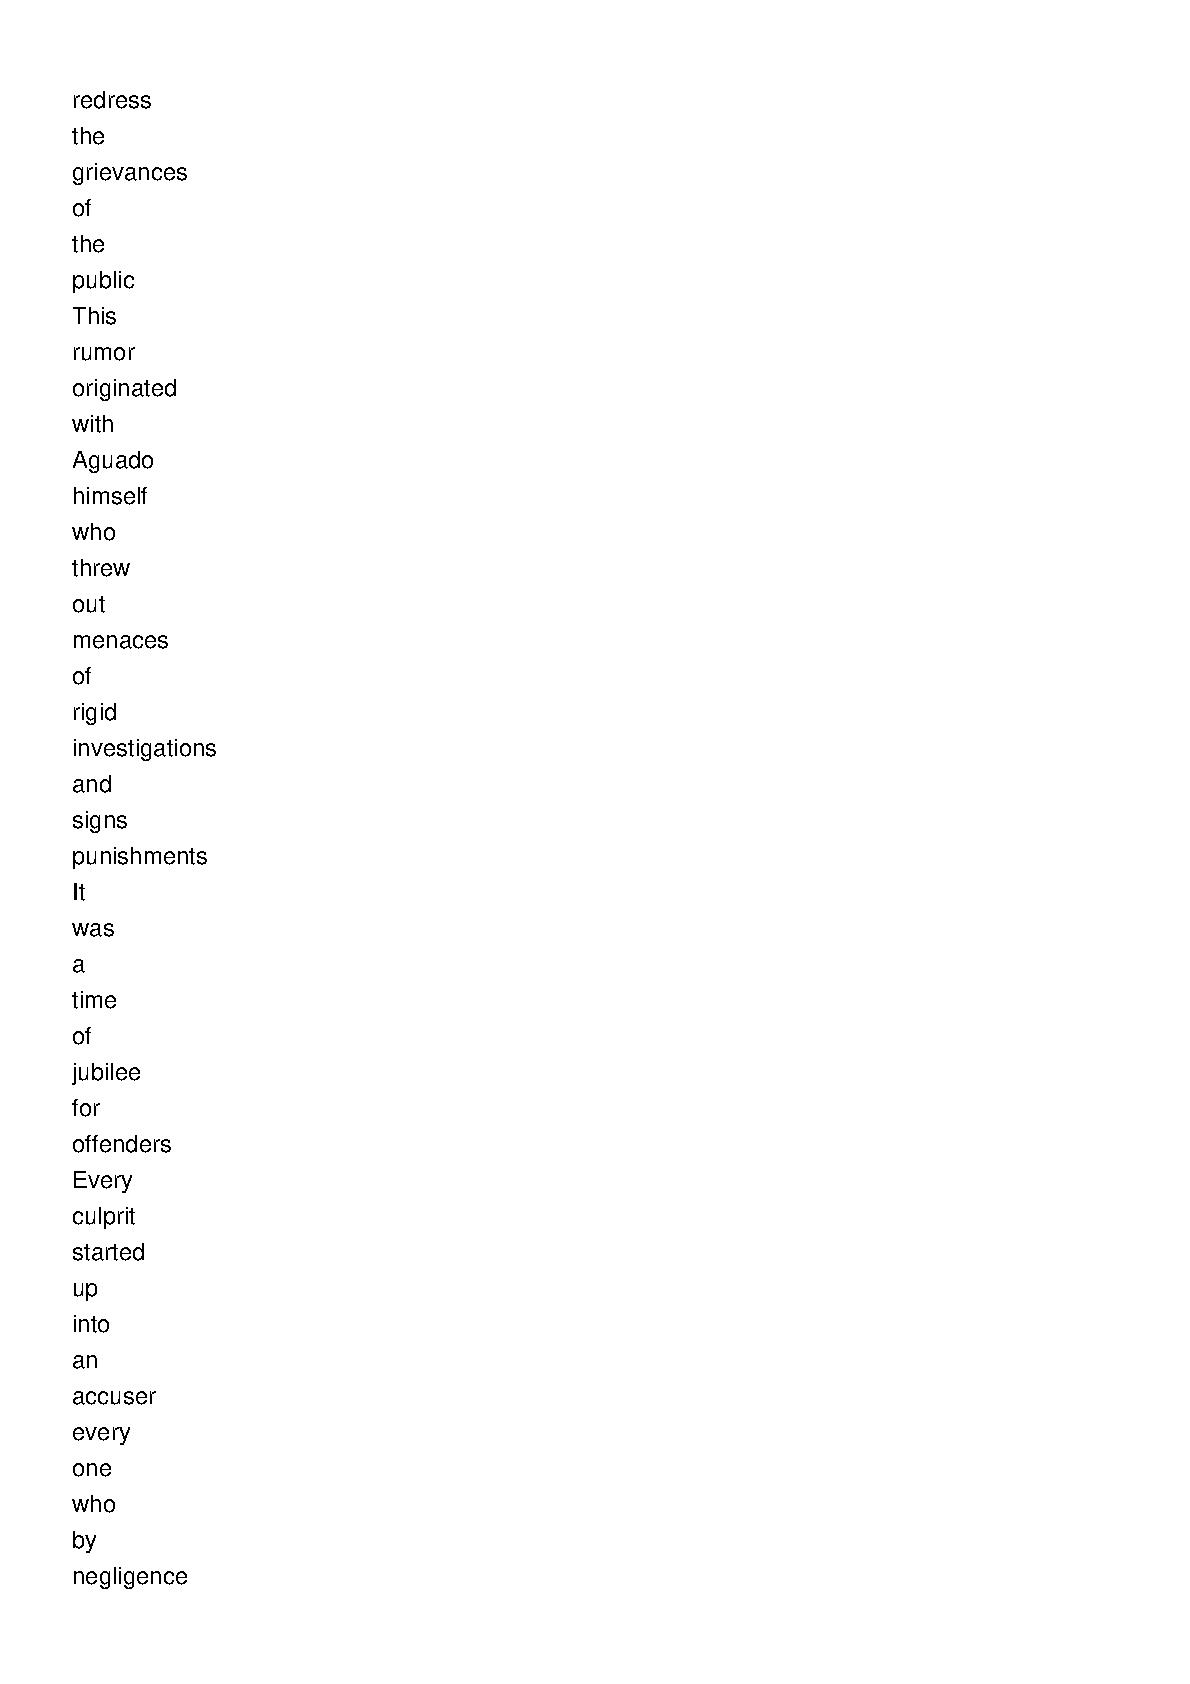 redress
the
grievances
of
the
public
This
rumor
originated
with
Aguado
himself
who
threw
out
menaces
of
rigid
investigations
and
signs
punishments
It
was
a
time
of
jubilee
for
offenders
Every
culprit
started
up
into
an
accuser
every
one
who
by
negligence